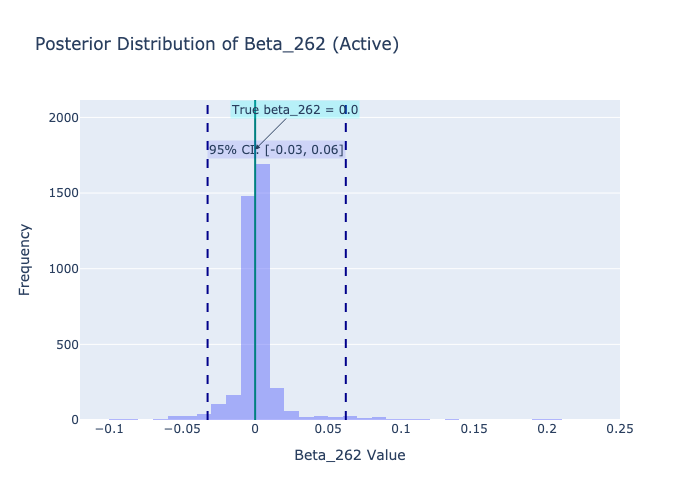 Posterior Distribution of Beta_262 (Active)
True beta_262 = 0.0
95% CI: [-0.03, 0.06]
2000
1500
1000
500
0
Frequency
−0.1
−0.05
0
0.05
0.1
0.15
0.2
0.25
Beta_262 Value